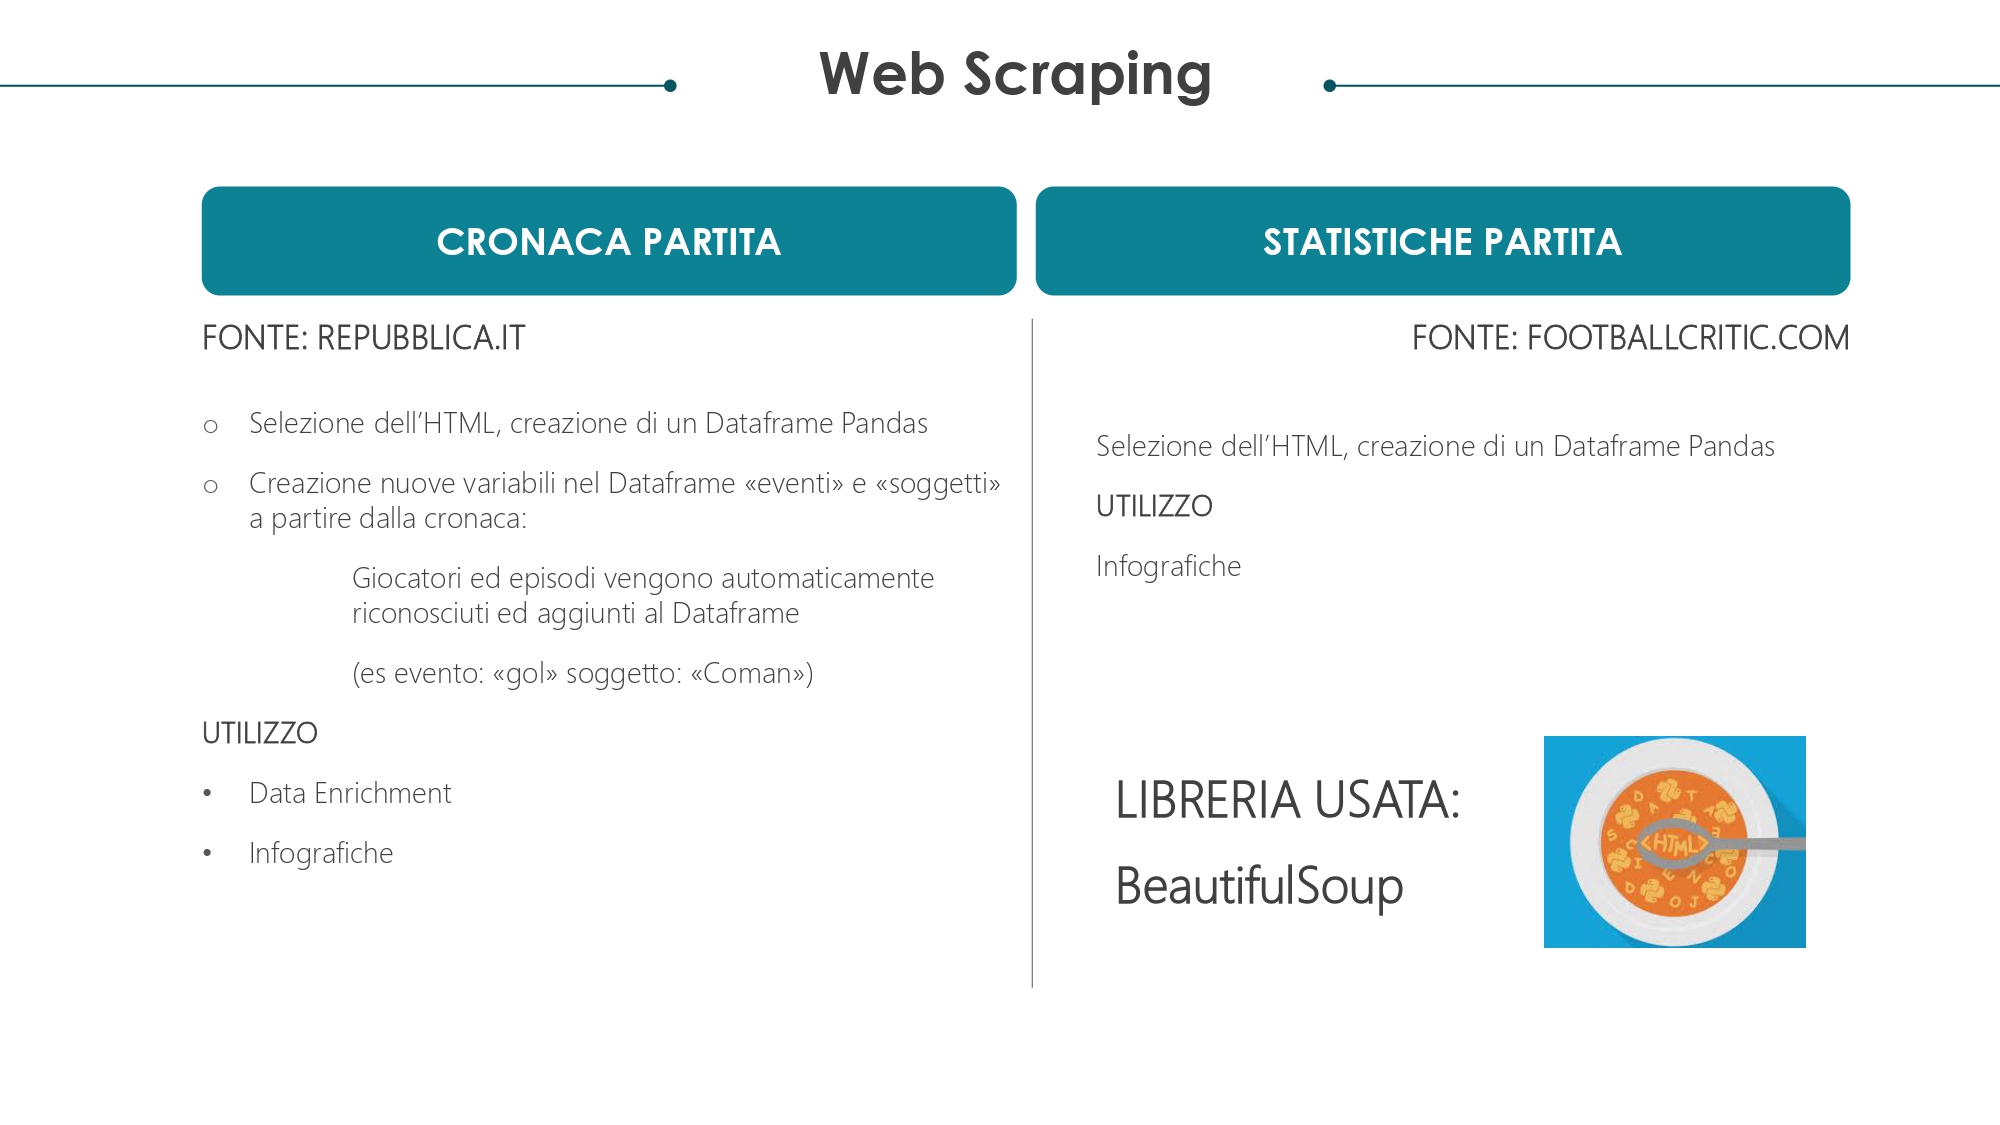 Web Scraping
CRONACA PARTITA
FONTE: REPUBBLICA.IT
o Selezione dell’HTML, creazione di un Dataframe Pandas
o Creazione nuove variabili nel Dataframe «eventi» e «soggetti»
a partire dalla cronaca:
Giocatori ed episodi vengono automaticamente
riconosciuti ed aggiunti al Dataframe
(es evento: «gol» soggetto: «Coman»)
UTILIZZO
• Data Enrichment
• Infografiche
STATISTICHE PARTITA
FONTE: FOOTBALLCRITIC.COM
Selezione dell’HTML, creazione di un Dataframe Pandas
UTILIZZO
Infografiche
LIBRERIA USATA:
BeautifulSoup
<HTML>